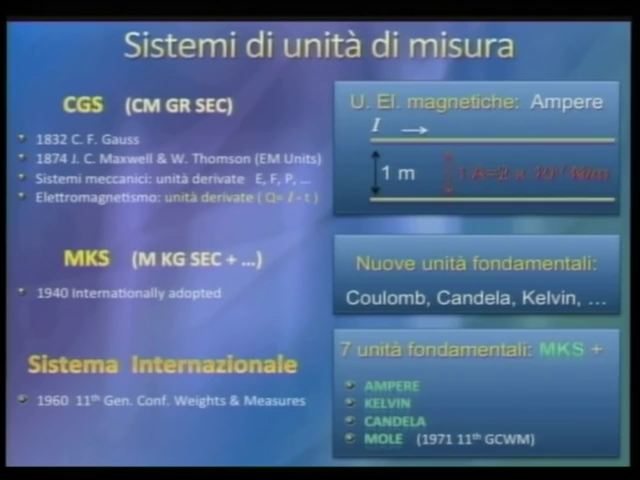 Sistemi di unità di misura
CGS (CM GR SEC)
1832 C. F. Gauss
1874 J. C. Maxwell & W. Thomson (EM Units)
Sistemi meccanici: unità derivate E, F, P, ...
Elettromagnetismo: unità derivate ( Q= I · t )
U. El. magnetiche: Ampere
I
1 m
1 A=2 x 10⁻⁷ N/m
MKS (M KG SEC + ...)
1940 Internationally adopted
Nuove unità fondamentali:
Coulomb, Candela, Kelvin, ...
Sistema Internazionale
1960 11th Gen. Conf. Weights & Measures
7 unità fondamentali: MKS +
AMPERE
KELVIN
CANDELA
MOLE (1971 11th GCWM)